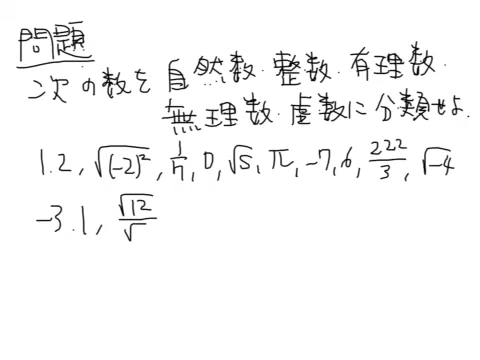 問題
次の数を自然数・整数・有理数・
無理数・虚数に分類せよ.
1.2, √(-2)², 1/7, 0, √5, π, -7, 6, 222/3, √-4
-3.1, √12/√